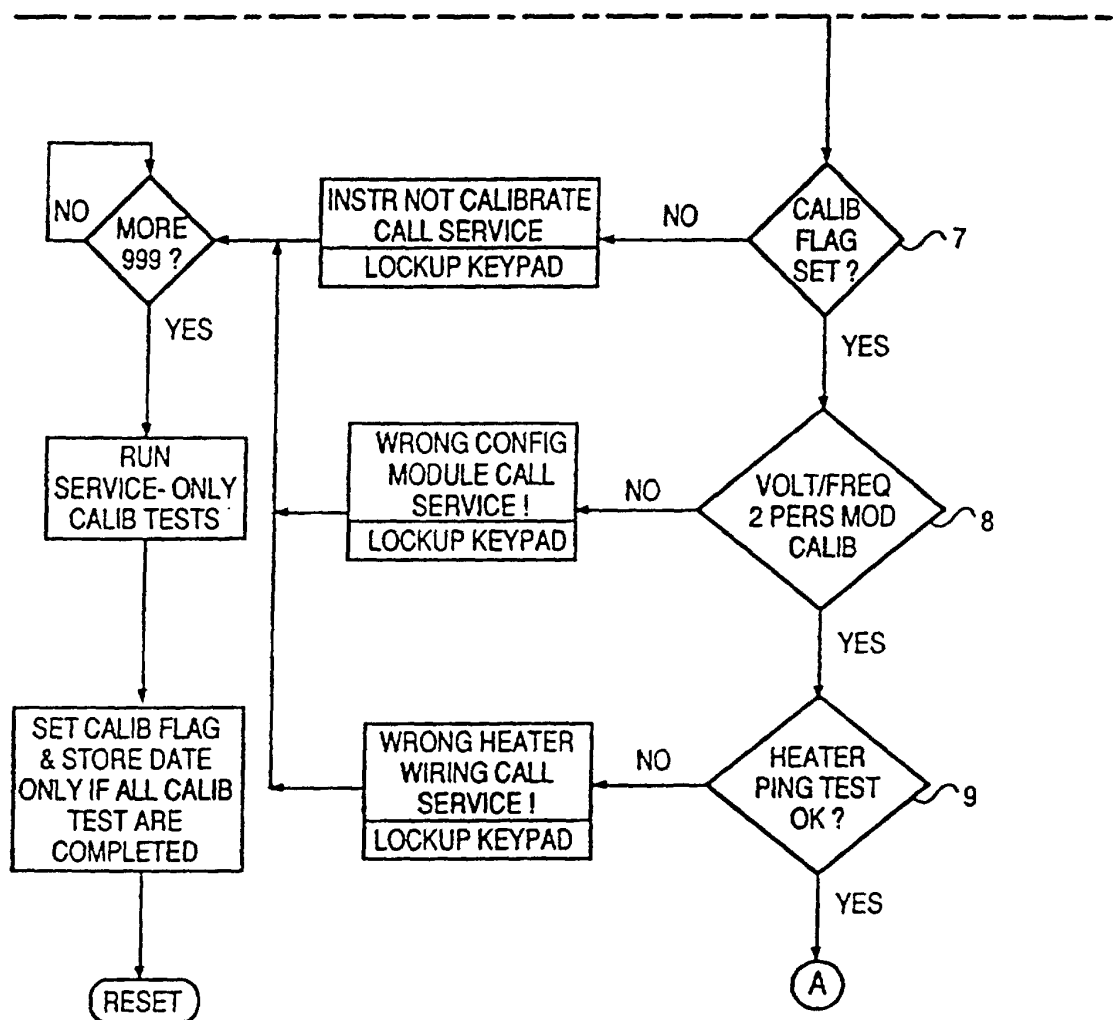 NO
MORE
999 ?
YES
INSTR NOT CALIBRATE
CALL SERVICE
LOCKUP KEYPAD
NO
CALIB
FLAG
SET ?
7
YES
RUN
SERVICE- ONLY
CALIB TESTS
WRONG CONFIG
MODULE CALL
SERVICE !
LOCKUP KEYPAD
NO
VOLT/FREQ
2 PERS MOD
CALIB
8
YES
SET CALIB FLAG
& STORE DATE
ONLY IF ALL CALIB
TEST ARE
COMPLETED
WRONG HEATER
WIRING CALL
SERVICE !
LOCKUP KEYPAD
NO
HEATER
PING TEST
OK ?
9
YES
RESET
A